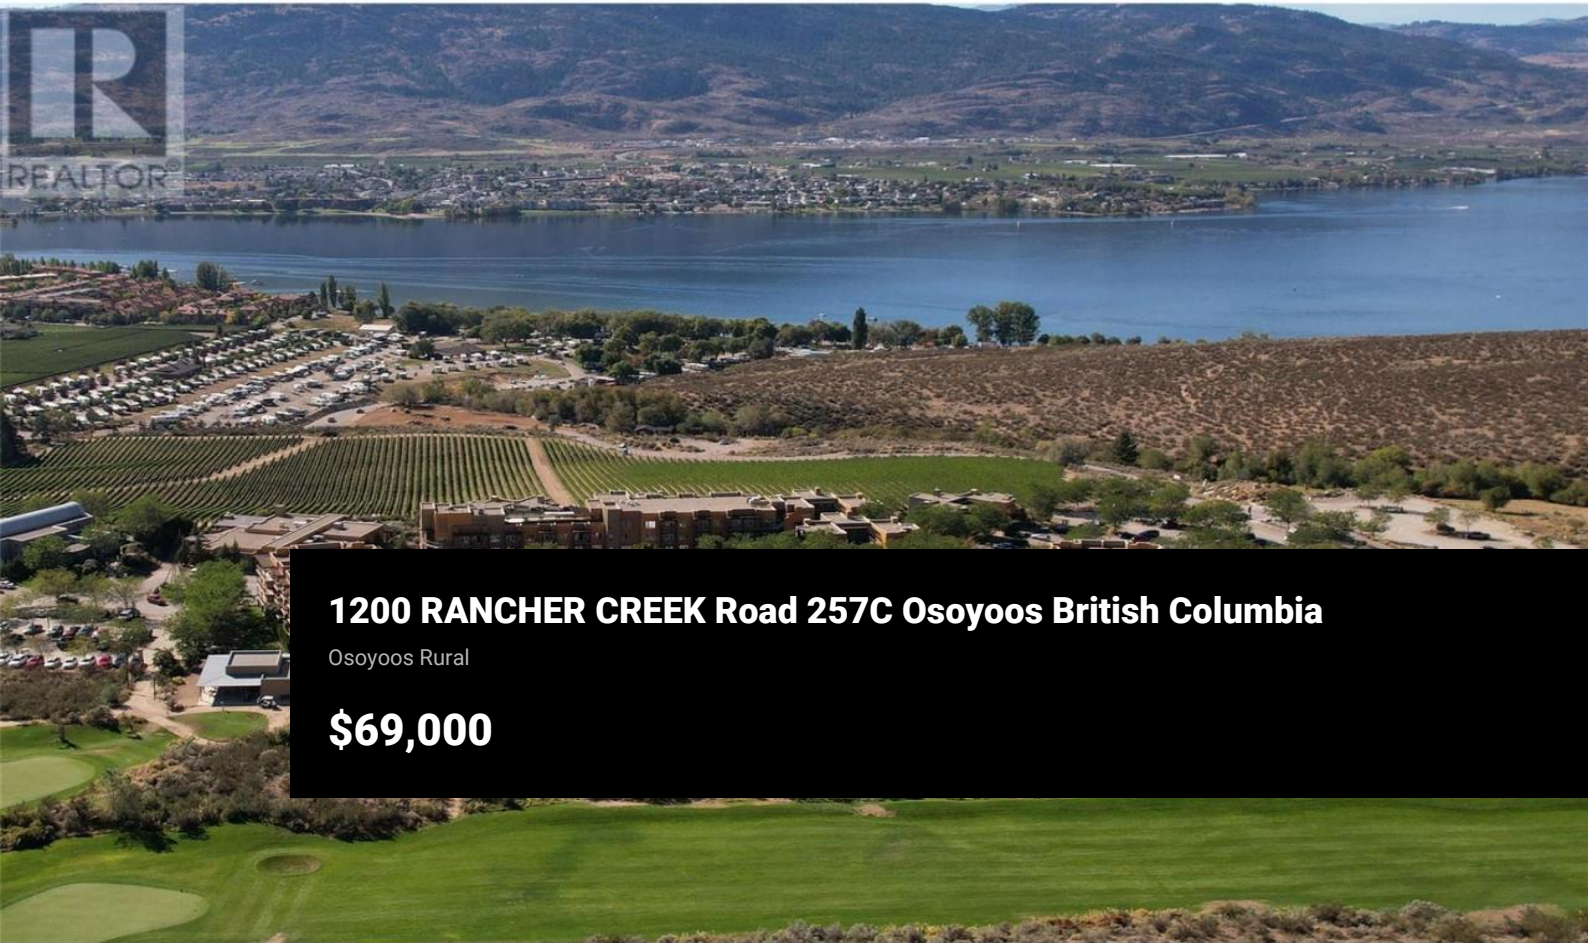 R
REALTOR®
1200 RANCHER CREEK Road 257C Osoyoos British Columbia
Osoyoos Rural
$69,000